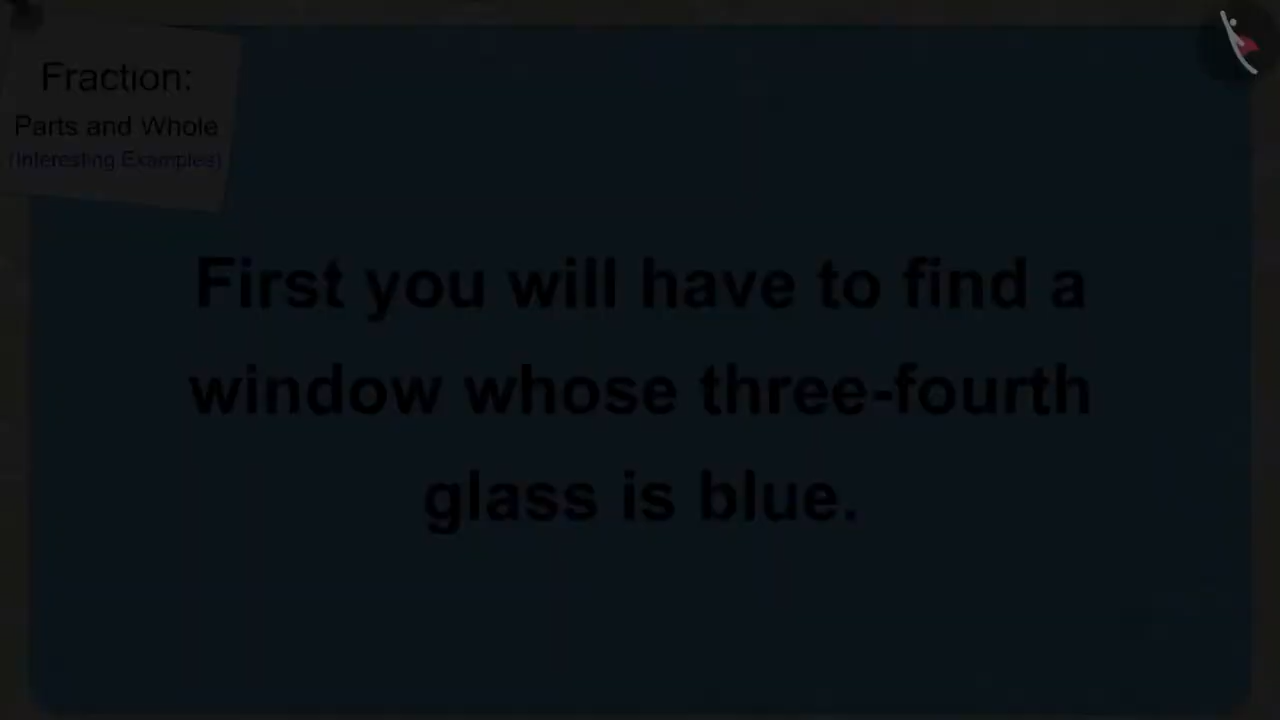 Fraction:
Parts and Whole
(Interesting Examples)
First you will have to find a
window whose three-fourth
glass is blue.